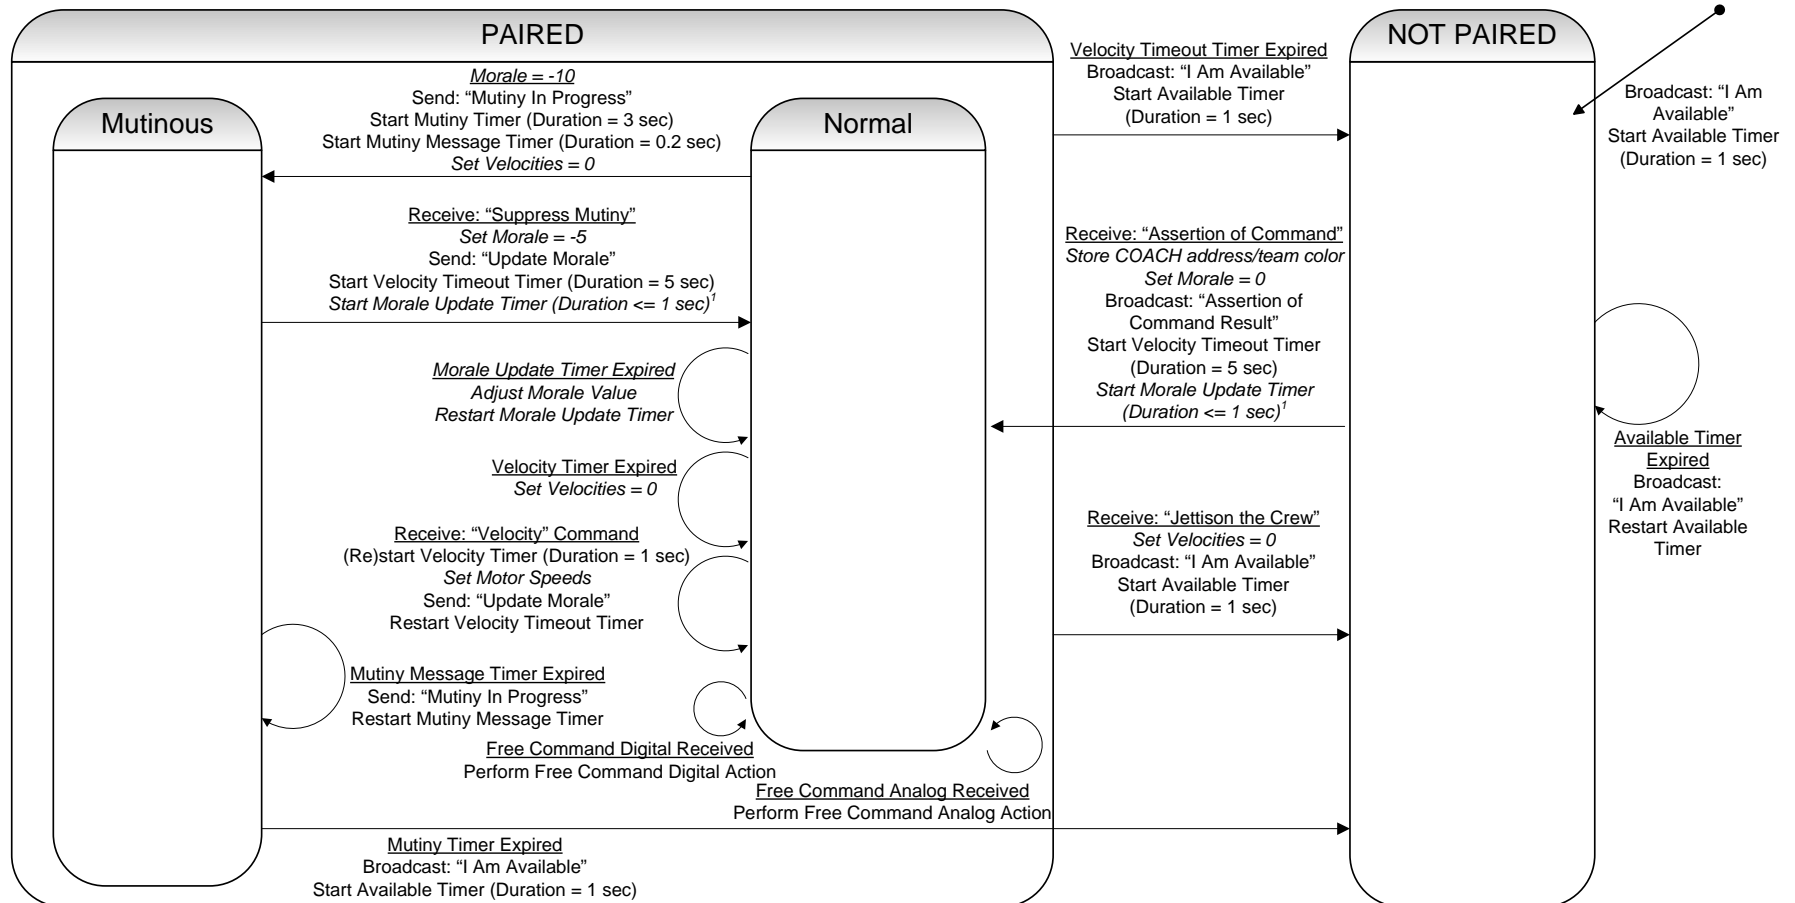 PAIRED
NOT PAIRED
Mutinous
Normal
Morale = -10
Send: “Mutiny In Progress”
Start Mutiny Timer (Duration = 3 sec)
Start Mutiny Message Timer (Duration = 0.2 sec)
Set Velocities = 0
Receive: “Suppress Mutiny”
Set Morale = -5
Send: “Update Morale”
Start Velocity Timeout Timer (Duration = 5 sec)
Start Morale Update Timer (Duration <= 1 sec)¹
Morale Update Timer Expired
Adjust Morale Value
Restart Morale Update Timer
Velocity Timer Expired
Set Velocities = 0
Receive: “Velocity” Command
(Re)start Velocity Timer (Duration = 1 sec)
Set Motor Speeds
Send: “Update Morale”
Restart Velocity Timeout Timer
Mutiny Message Timer Expired
Send: “Mutiny In Progress”
Restart Mutiny Message Timer
Free Command Digital Received
Perform Free Command Digital Action
Free Command Analog Received
Perform Free Command Analog Action
Mutiny Timer Expired
Broadcast: “I Am Available”
Start Available Timer (Duration = 1 sec)
Velocity Timeout Timer Expired
Broadcast: “I Am Available”
Start Available Timer
(Duration = 1 sec)
Receive: “Assertion of Command”
Store COACH address/team color
Set Morale = 0
Broadcast: “Assertion of
Command Result”
Start Velocity Timeout Timer
(Duration = 5 sec)
Start Morale Update Timer
(Duration <= 1 sec)¹
Receive: “Jettison the Crew”
Set Velocities = 0
Broadcast: “I Am Available”
Start Available Timer
(Duration = 1 sec)
Broadcast: “I Am
Available”
Start Available Timer
(Duration = 1 sec)
Available Timer
Expired
Broadcast:
“I Am Available”
Restart Available
Timer